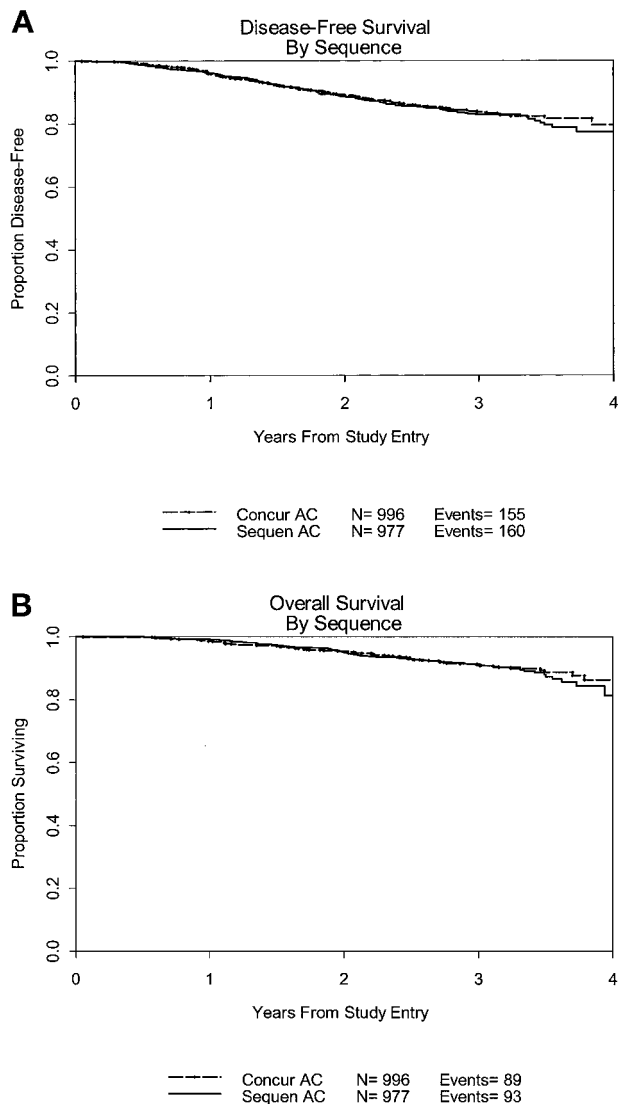 A
Disease-Free Survival
By Sequence
Proportion Disease-Free
1.0
0.8
0.6
0.4
0.2
0.0
0 1 2 3 4
Years From Study Entry
Concur AC N= 996 Events= 155
Sequen AC N= 977 Events= 160
B
Overall Survival
By Sequence
Proportion Surviving
1.0
0.8
0.6
0.4
0.2
0.0
0 1 2 3 4
Years From Study Entry
Concur AC N= 996 Events= 89
Sequen AC N= 977 Events= 93